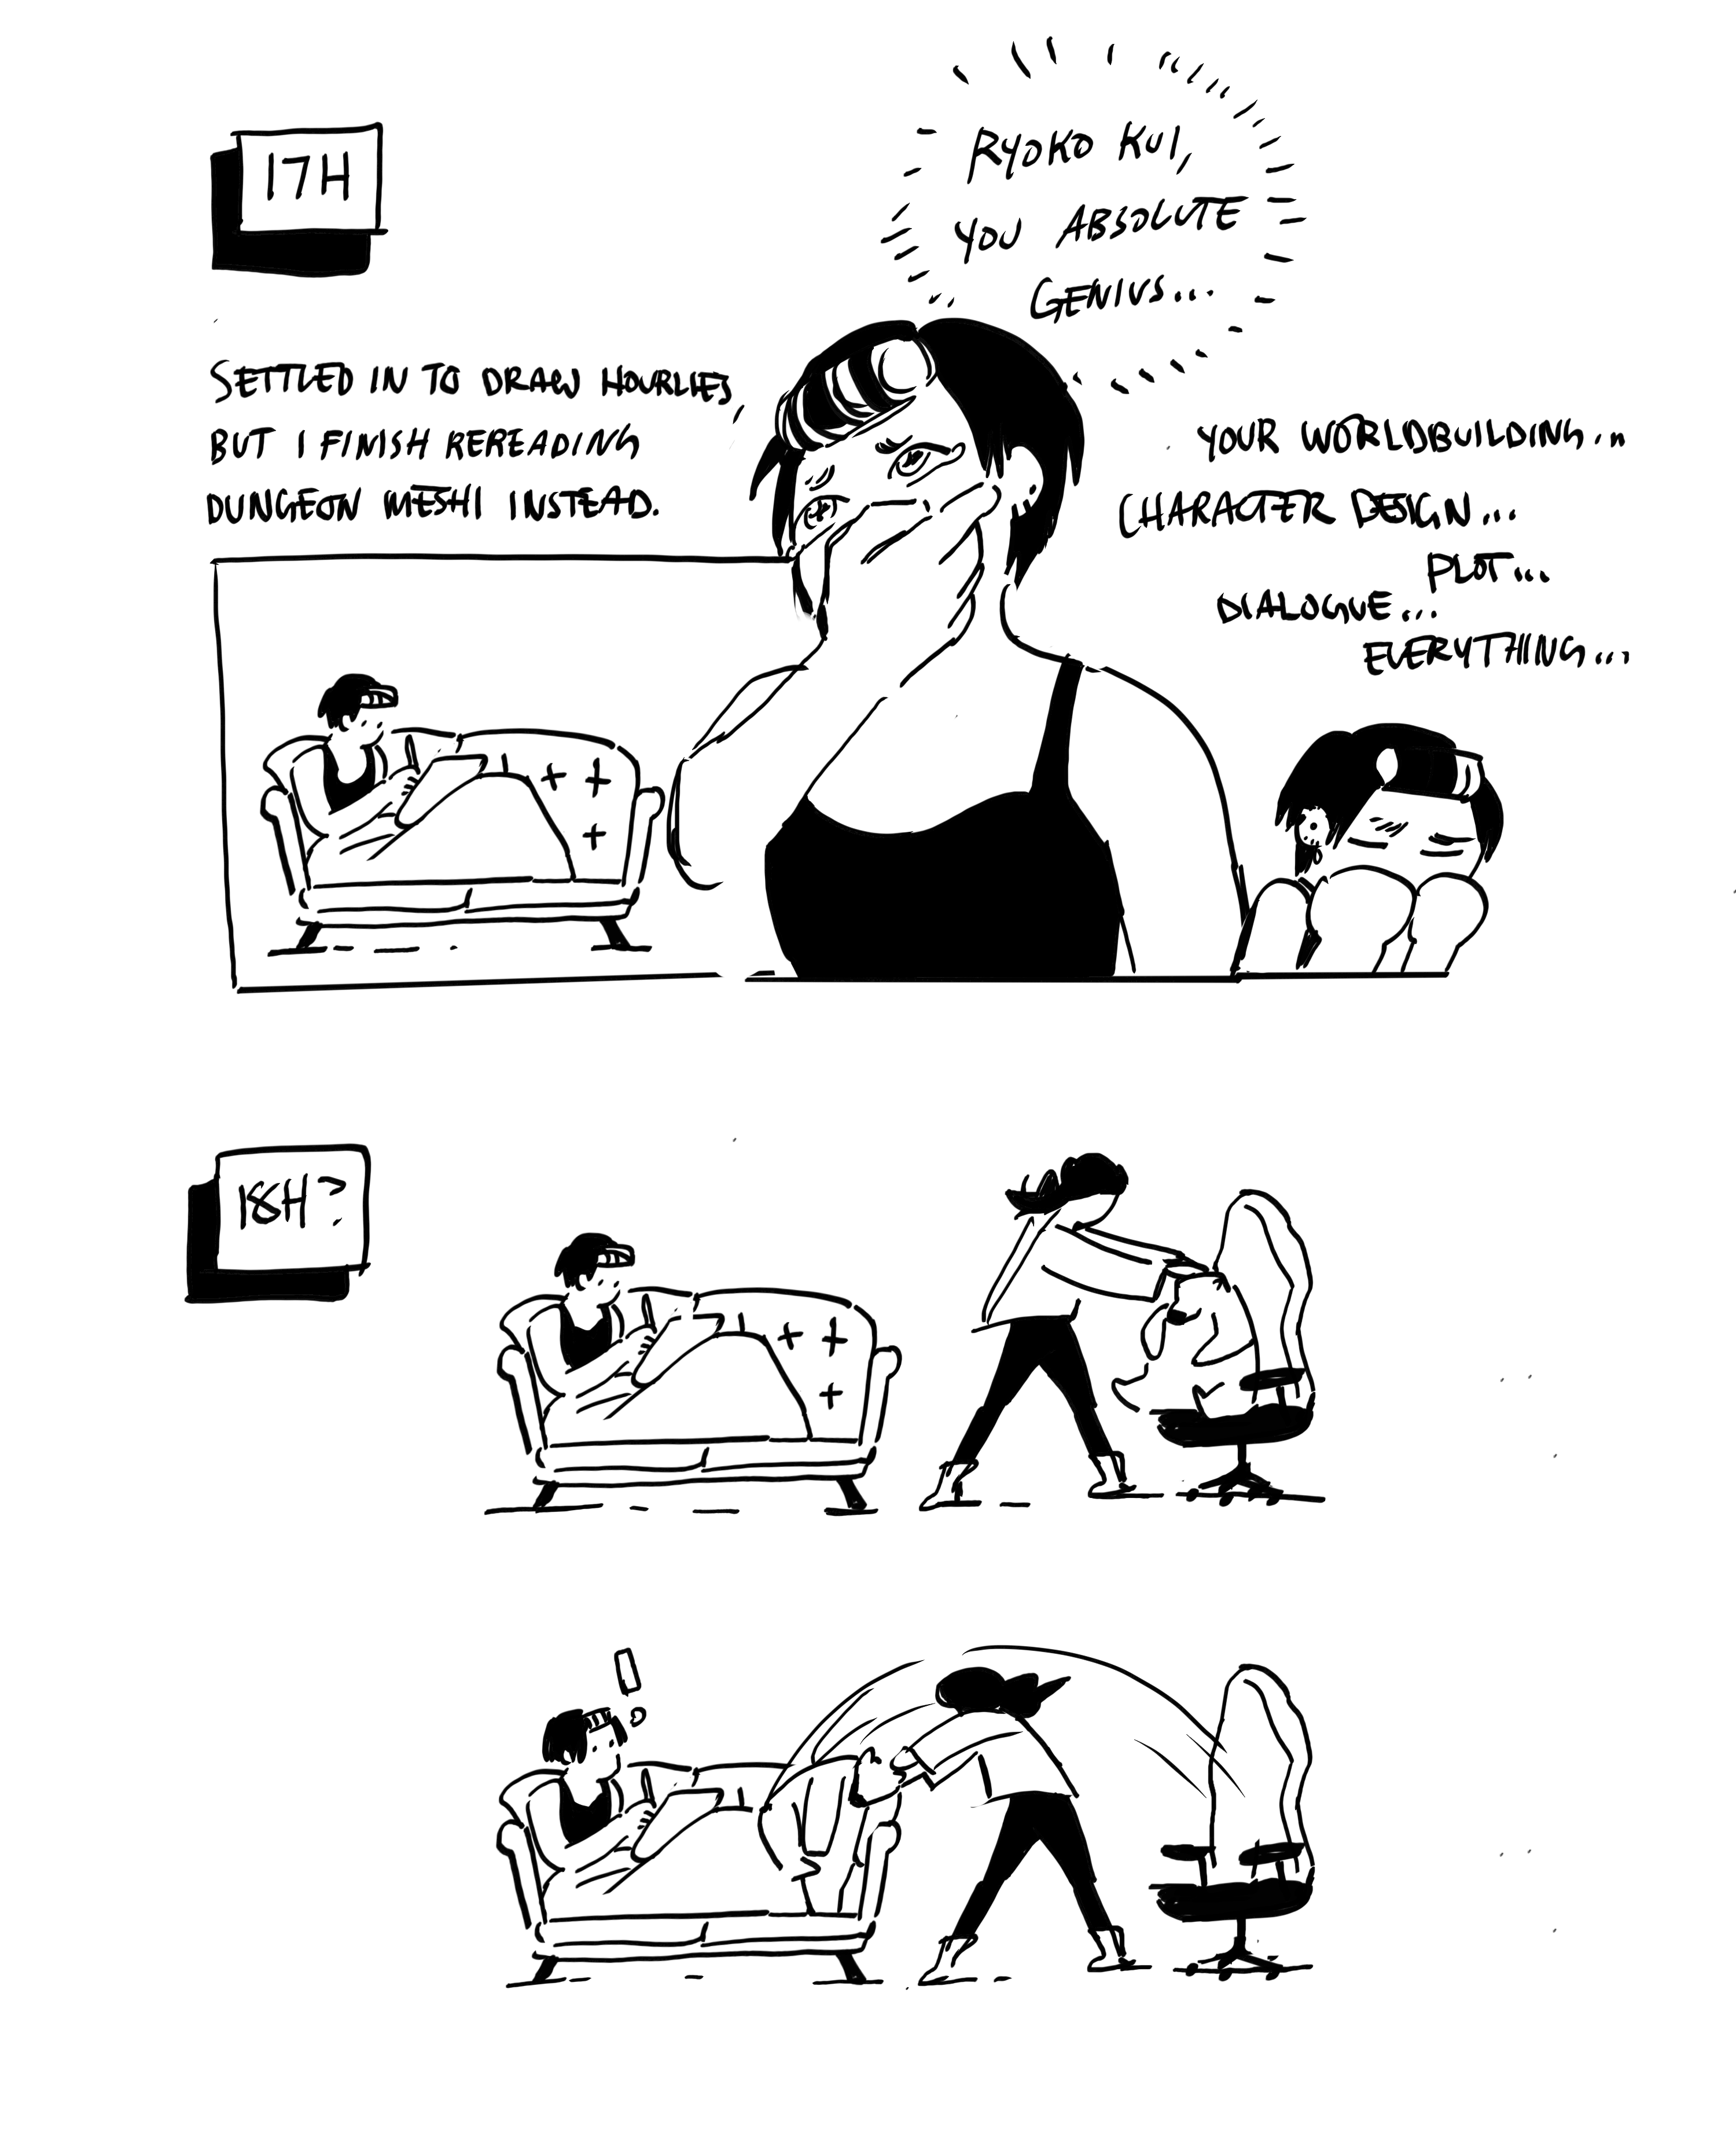 17H
RYOKO KUI,
YOU ABSOLUTE
GENIUS...
SETTLED IN TO DRAW HOURLIES,
BUT I FINISH REREADING
DUNGEON MESHI INSTEAD.
YOUR WORLDBUILDING...
CHARACTER DESIGN...
PLOT...
DIALOGUE...
EVERYTHING...
18H?
!